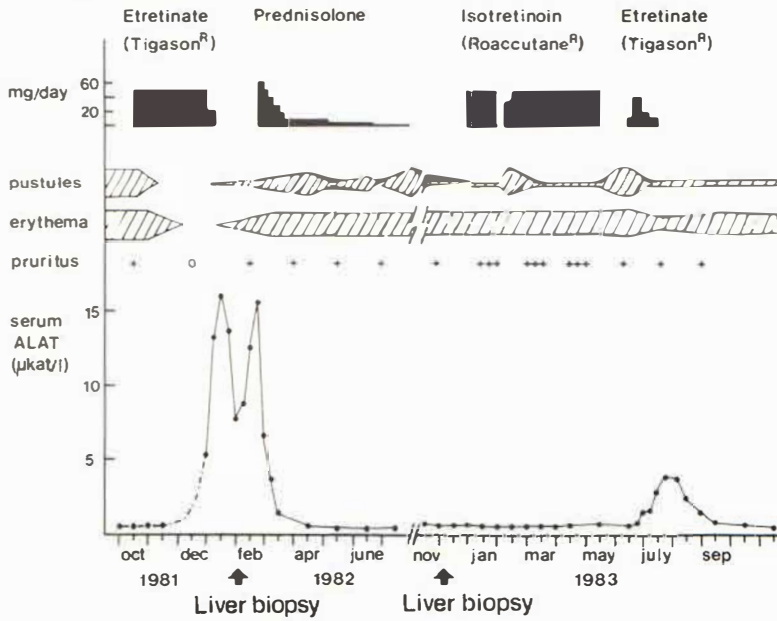 Etretinate Prednisolone Isotretinoin Etretinate
(Tigason^R) (Roaccutane^R) (Tigason^R)
mg/day
60
20
pustules
erythema
pruritus + o + + + + + +++ +++ +++ + + +
serum
ALAT
(µkat/l)
15
10
5
oct dec feb apr june nov jan mar may july sep
1981 1982 1983
Liver biopsy Liver biopsy